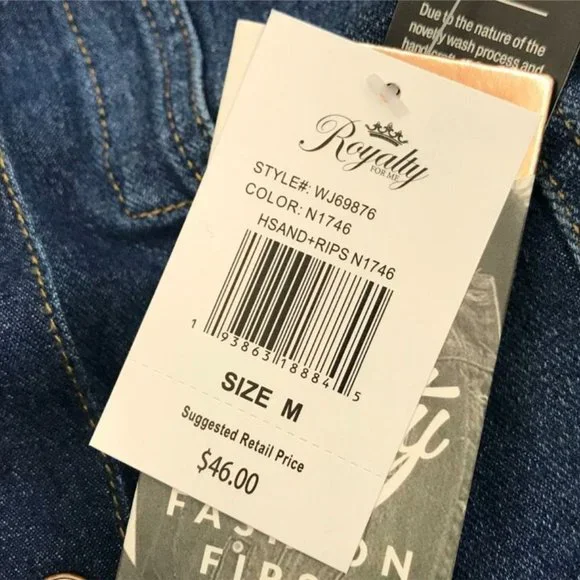 Due to the nature of the
novelty wash process and
Royalty
FOR ME
STYLE#: WJ69876
COLOR: N1746
HSAND+RIPS N1746
1 93863 18884 5
SIZE M
Suggested Retail Price
$46.00